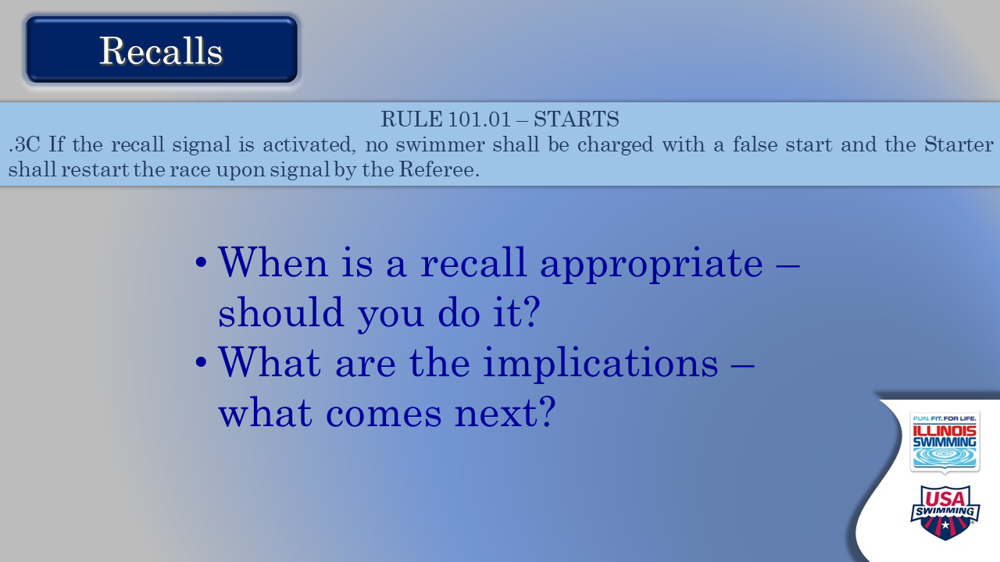 Recalls
RULE 101.01 – STARTS
.3C If the recall signal is activated, no swimmer shall be charged with a false start and the Starter
shall restart the race upon signal by the Referee.
• When is a recall appropriate –
should you do it?
• What are the implications –
what comes next?
FUN. FIT. FOR LIFE.
ILLINOIS
SWIMMING
USA
SWIMMING